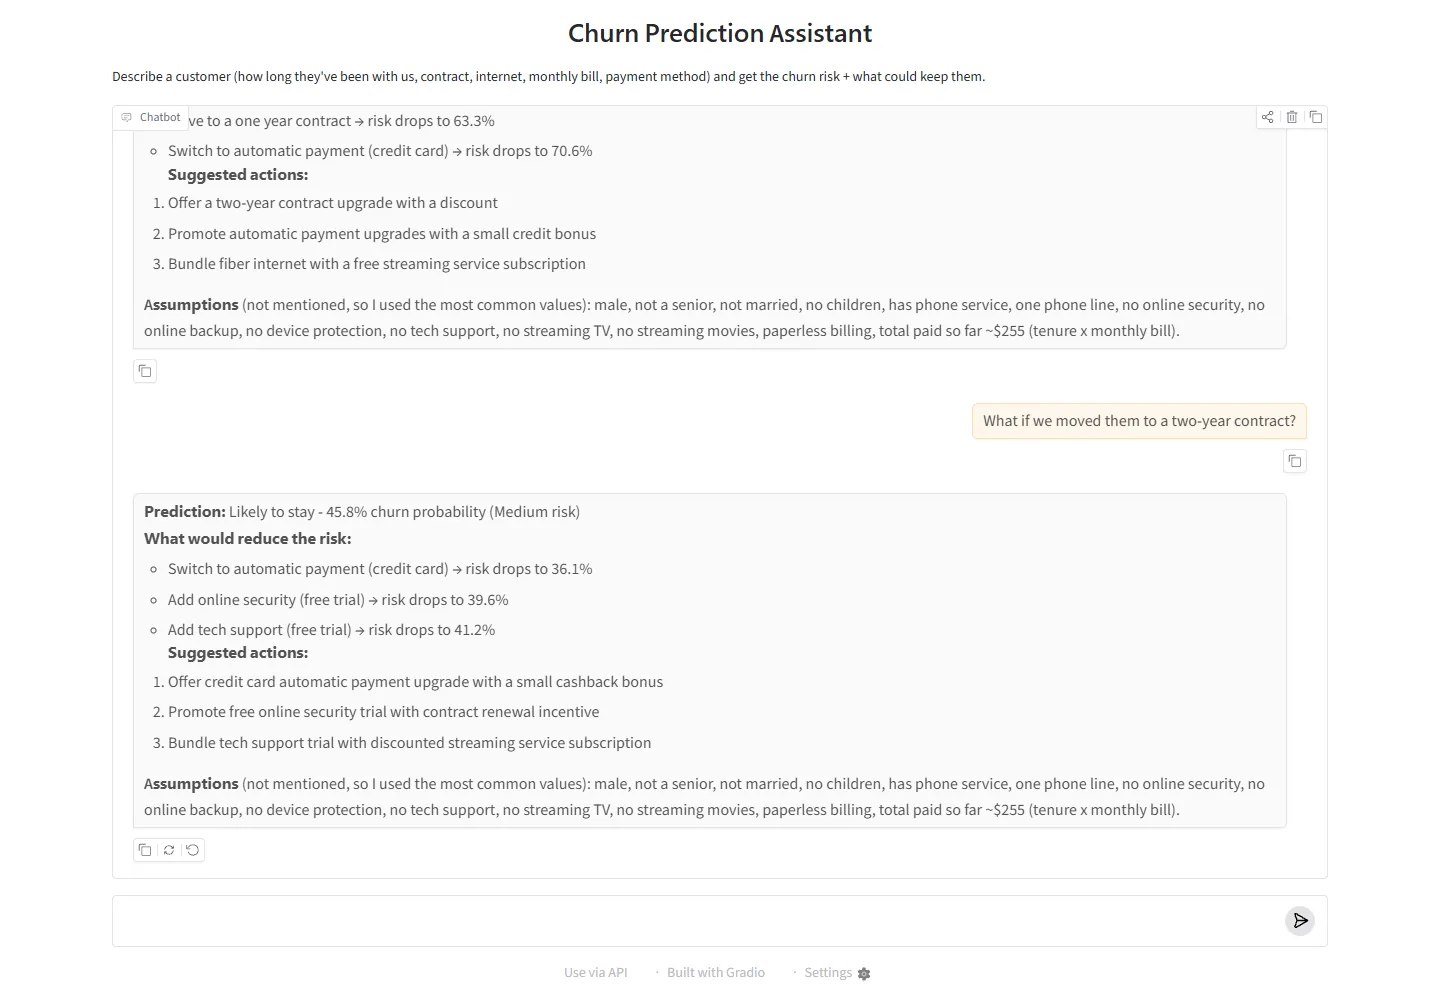 Churn Prediction Assistant
Describe a customer (how long they've been with us, contract, internet, monthly bill, payment method) and get the churn risk + what could keep them.
Chatbot
ve to a one year contract → risk drops to 63.3%
Switch to automatic payment (credit card) → risk drops to 70.6%
Suggested actions:
1. Offer a two-year contract upgrade with a discount
2. Promote automatic payment upgrades with a small credit bonus
3. Bundle fiber internet with a free streaming service subscription
Assumptions (not mentioned, so I used the most common values): male, not a senior, not married, no children, has phone service, one phone line, no online security, no
online backup, no device protection, no tech support, no streaming TV, no streaming movies, paperless billing, total paid so far ~$255 (tenure x monthly bill).
What if we moved them to a two-year contract?
Prediction: Likely to stay - 45.8% churn probability (Medium risk)
What would reduce the risk:
Switch to automatic payment (credit card) → risk drops to 36.1%
Add online security (free trial) → risk drops to 39.6%
Add tech support (free trial) → risk drops to 41.2%
Suggested actions:
1. Offer credit card automatic payment upgrade with a small cashback bonus
2. Promote free online security trial with contract renewal incentive
3. Bundle tech support trial with discounted streaming service subscription
Assumptions (not mentioned, so I used the most common values): male, not a senior, not married, no children, has phone service, one phone line, no online security, no
online backup, no device protection, no tech support, no streaming TV, no streaming movies, paperless billing, total paid so far ~$255 (tenure x monthly bill).
Use via API · Built with Gradio · Settings